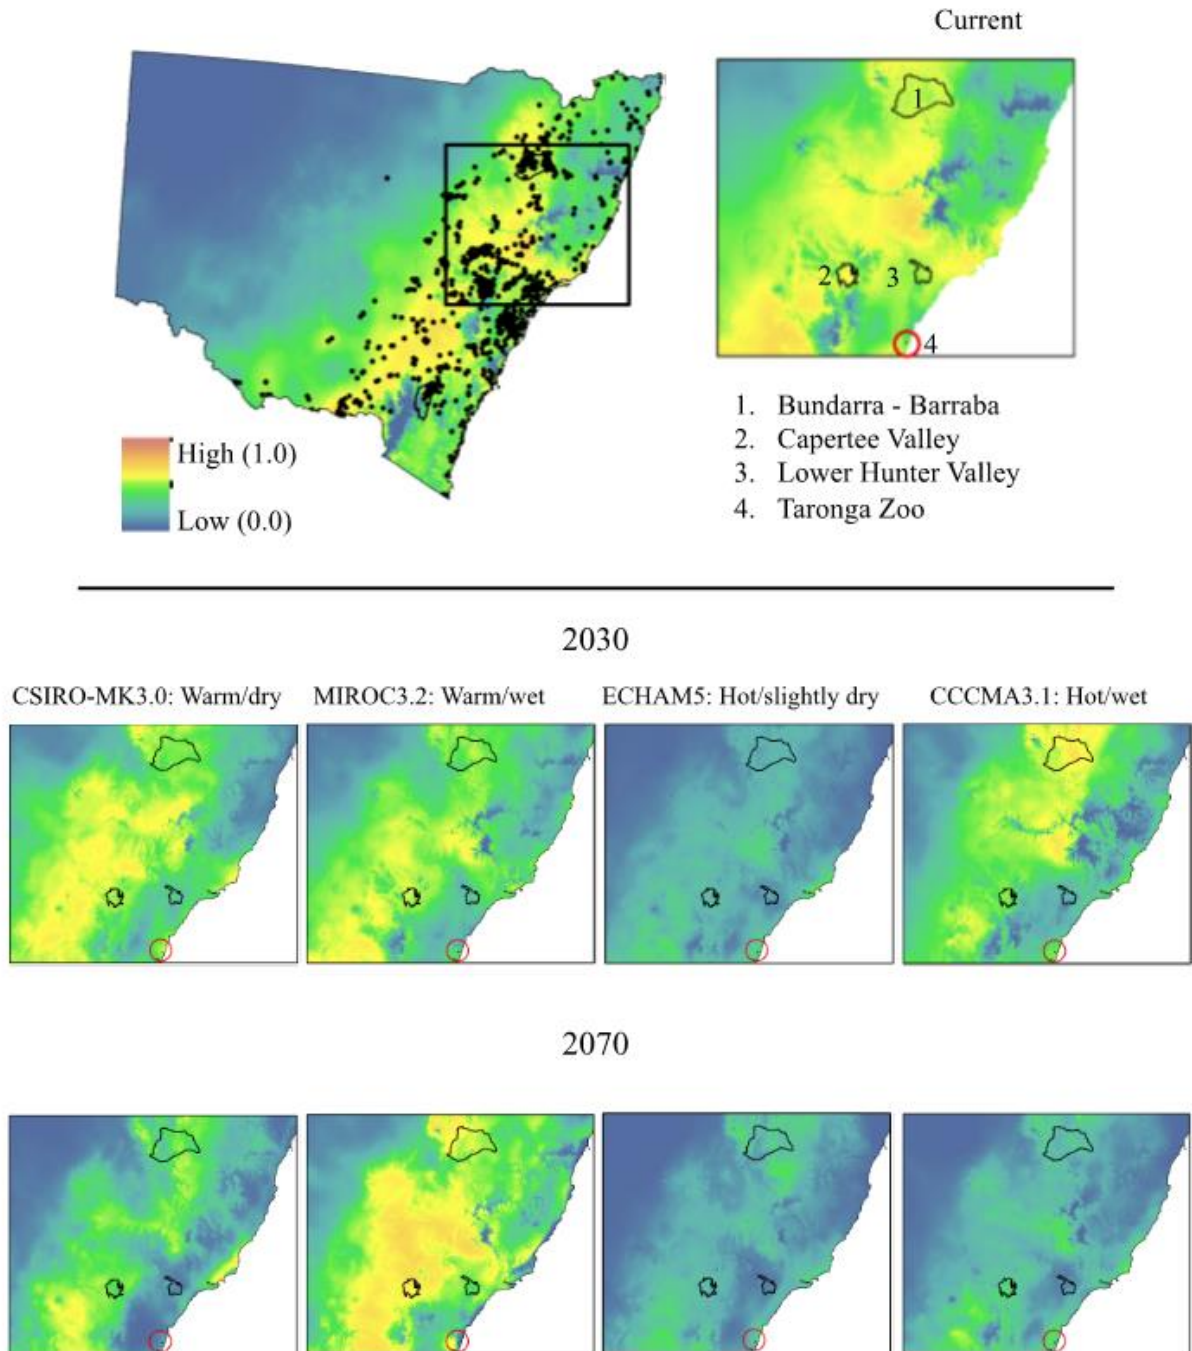 Current
1
2
3
4
High (1.0)
Low (0.0)
1. Bundarra - Barraba
2. Capertee Valley
3. Lower Hunter Valley
4. Taronga Zoo
2030
CSIRO-MK3.0: Warm/dry
MIROC3.2: Warm/wet
ECHAM5: Hot/slightly dry
CCCMA3.1: Hot/wet
2070